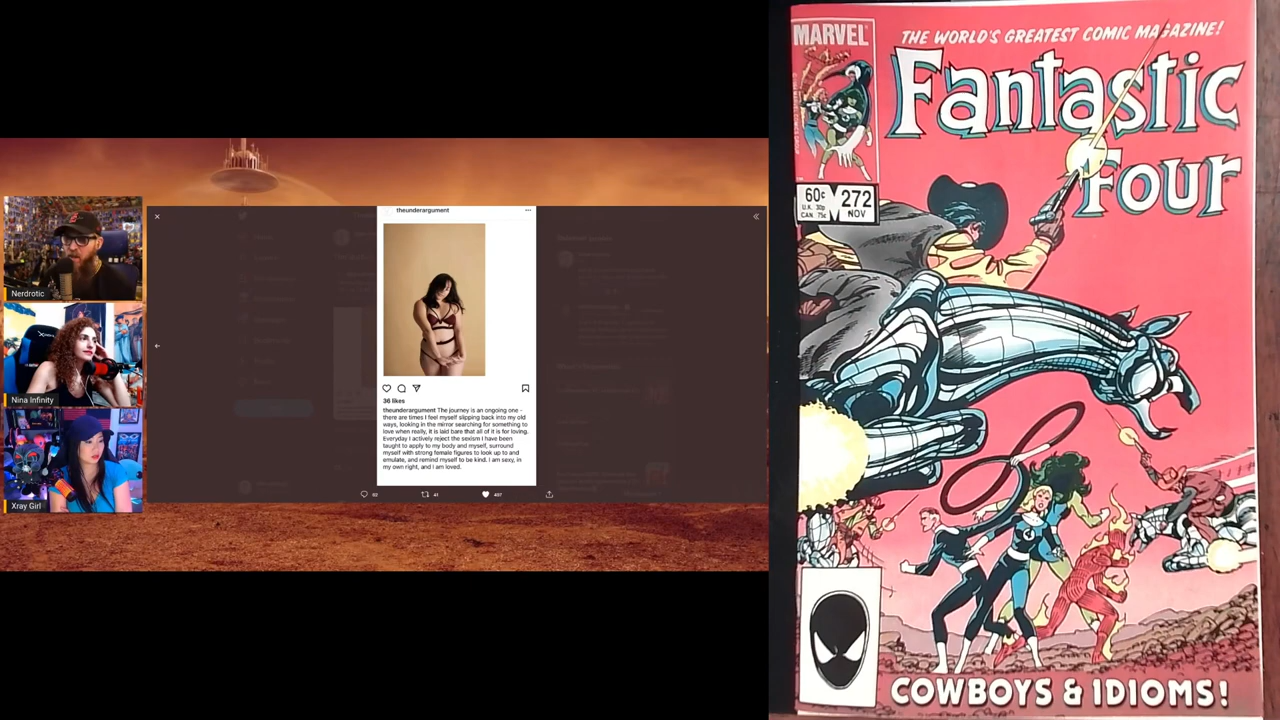 Nerdrotic
Nina Infinity
Xray Girl
theunderargument
36 likes
theunderargument The journey is an ongoing one -
there are times I feel myself slipping back into my old
ways, looking in the mirror searching for something to
love when really, it is laid bare that all of it is for loving.
Everyday I actively reject the sexism I have been
taught to apply to my body and myself, surround
myself with strong female figures to look up to and
emulate, and remind myself to be kind. I am sexy, in
my own right, and I am loved.
41
MARVEL
THE WORLD'S GREATEST COMIC MAGAZINE!
Fantastic
Four
60¢
U.K. 30p
CAN. 75¢
272
NOV
4
COWBOYS & IDIOMS!